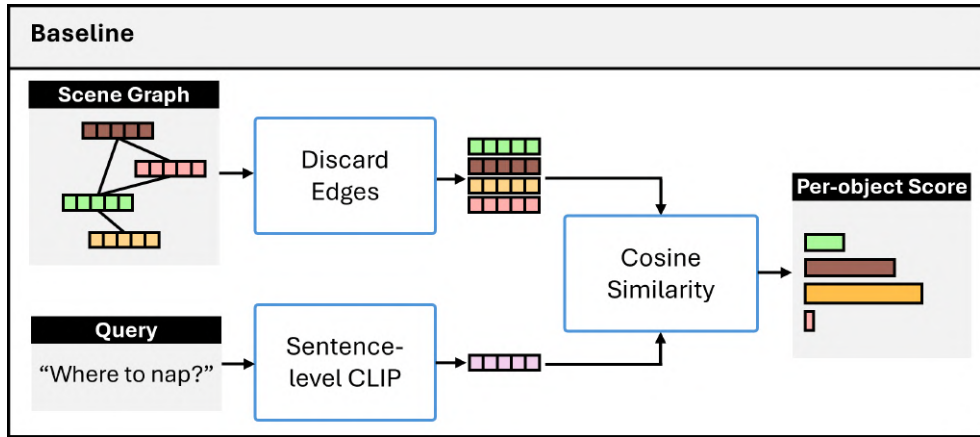 Baseline
Scene Graph
Discard
Edges
Per-object Score
Cosine
Similarity
Query
“Where to nap?”
Sentence-
level CLIP